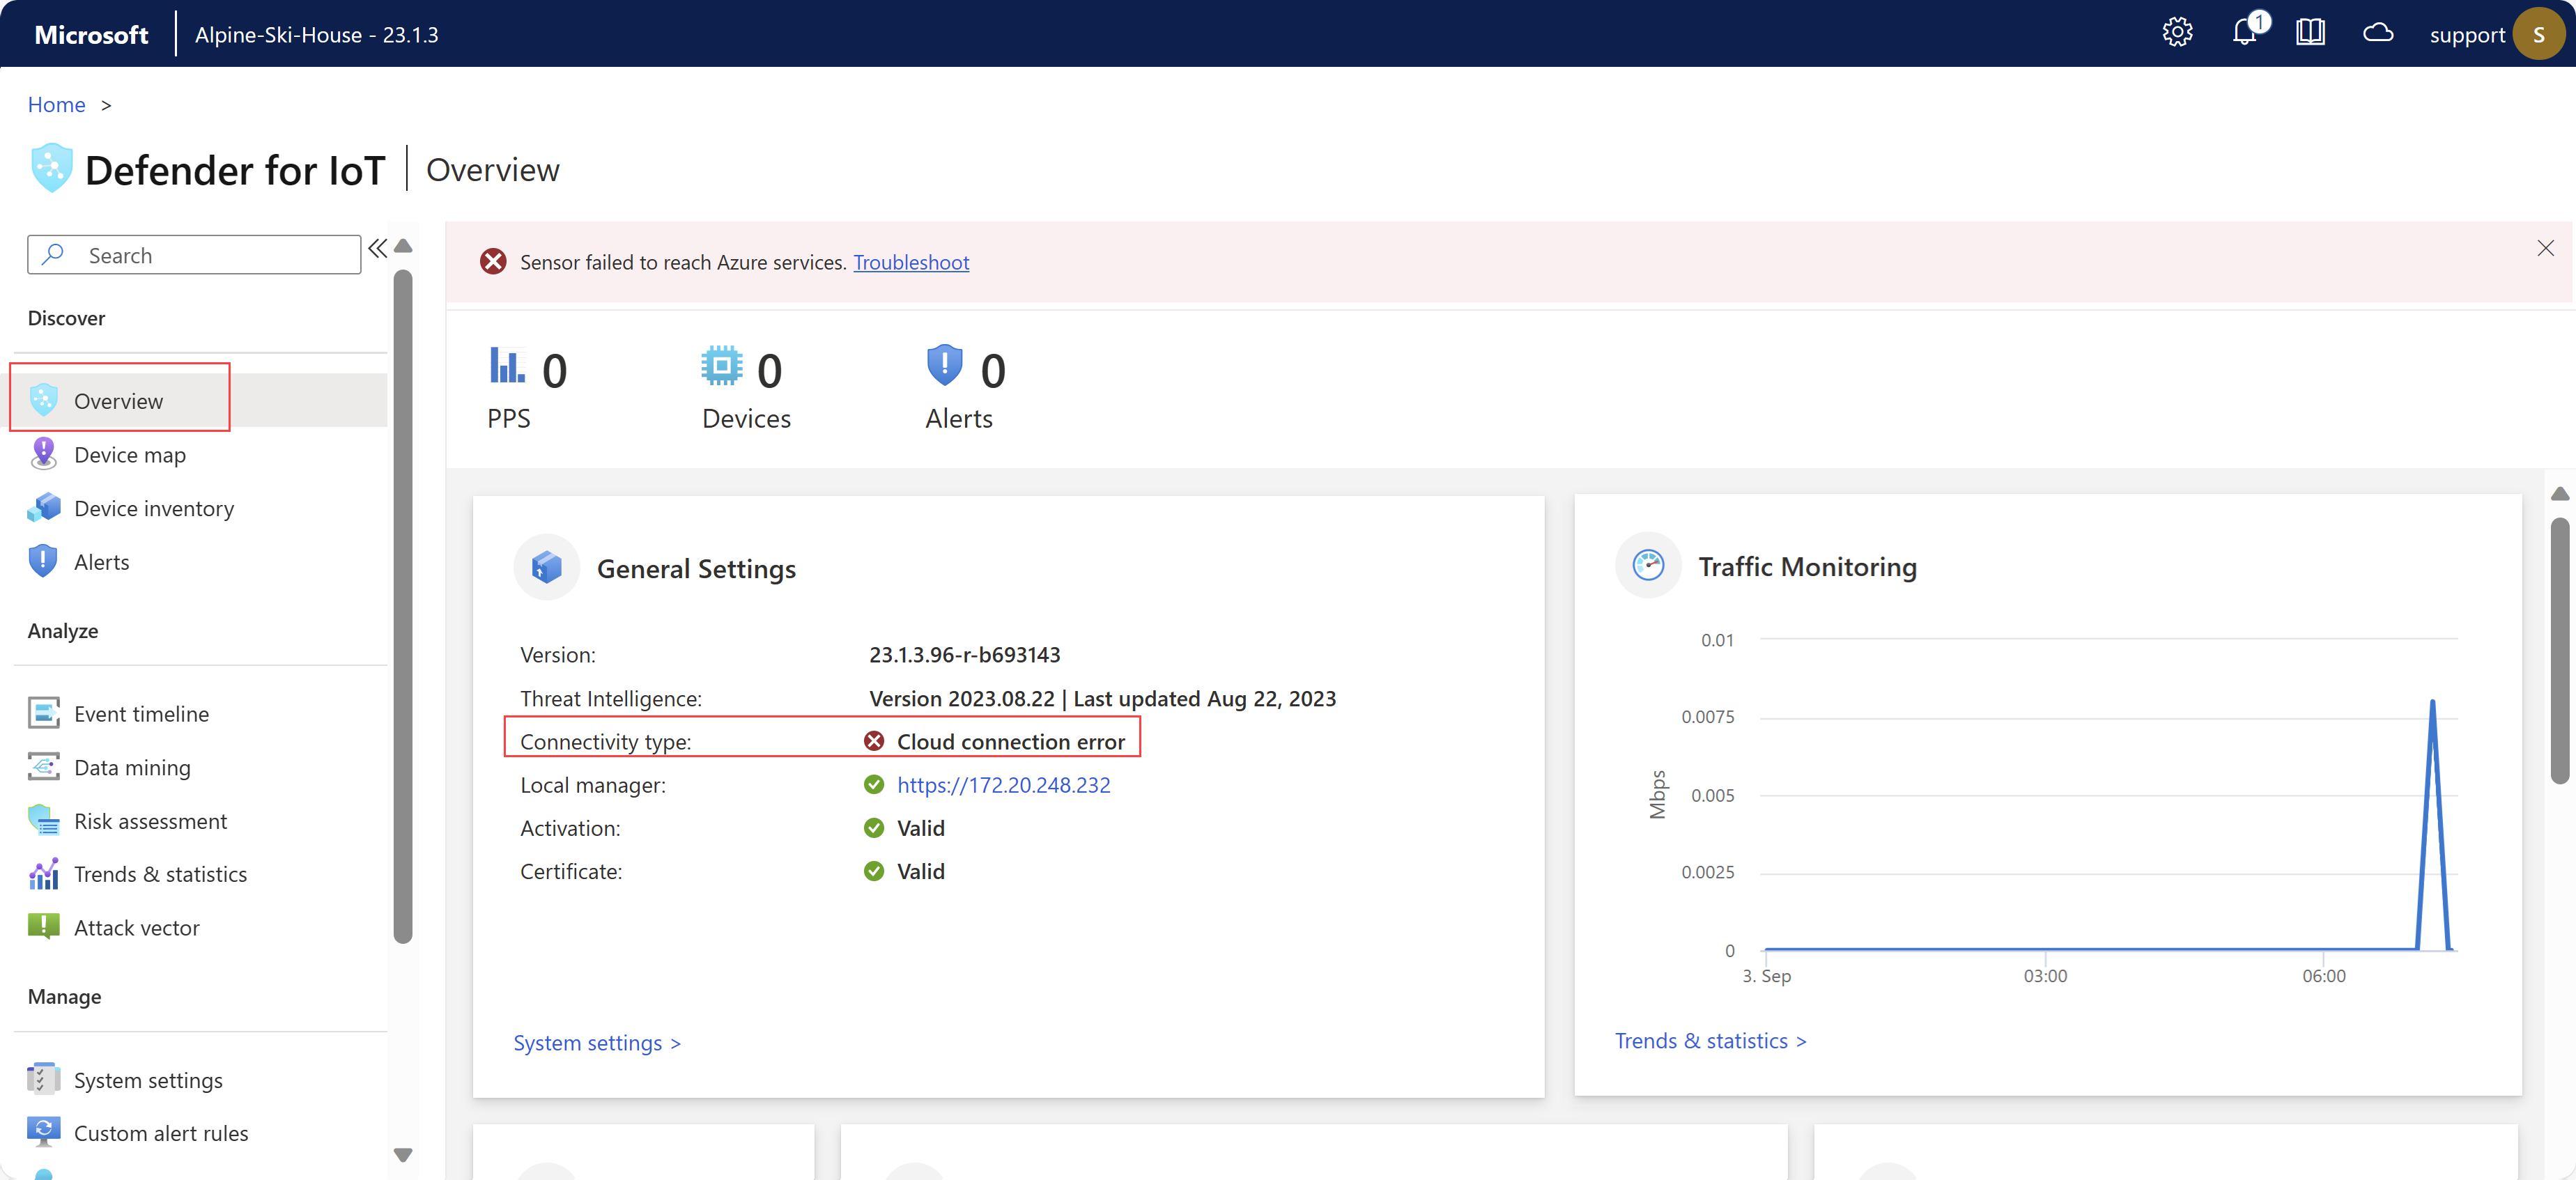 Microsoft
Alpine-Ski-House - 23.1.3
1
support
S
Home >
Defender for IoT
Overview
Search
Discover
Overview
Device map
Device inventory
Alerts
Analyze
Event timeline
Data mining
Risk assessment
Trends & statistics
Attack vector
Manage
System settings
Custom alert rules
Sensor failed to reach Azure services. Troubleshoot
0
PPS
0
Devices
0
Alerts
General Settings
Version: 23.1.3.96-r-b693143
Threat Intelligence: Version 2023.08.22 | Last updated Aug 22, 2023
Connectivity type: Cloud connection error
Local manager: https://172.20.248.232
Activation: Valid
Certificate: Valid
System settings >
Traffic Monitoring
0.01
0.0075
0.005
0.0025
0
Mbps
3. Sep
03:00
06:00
Trends & statistics >